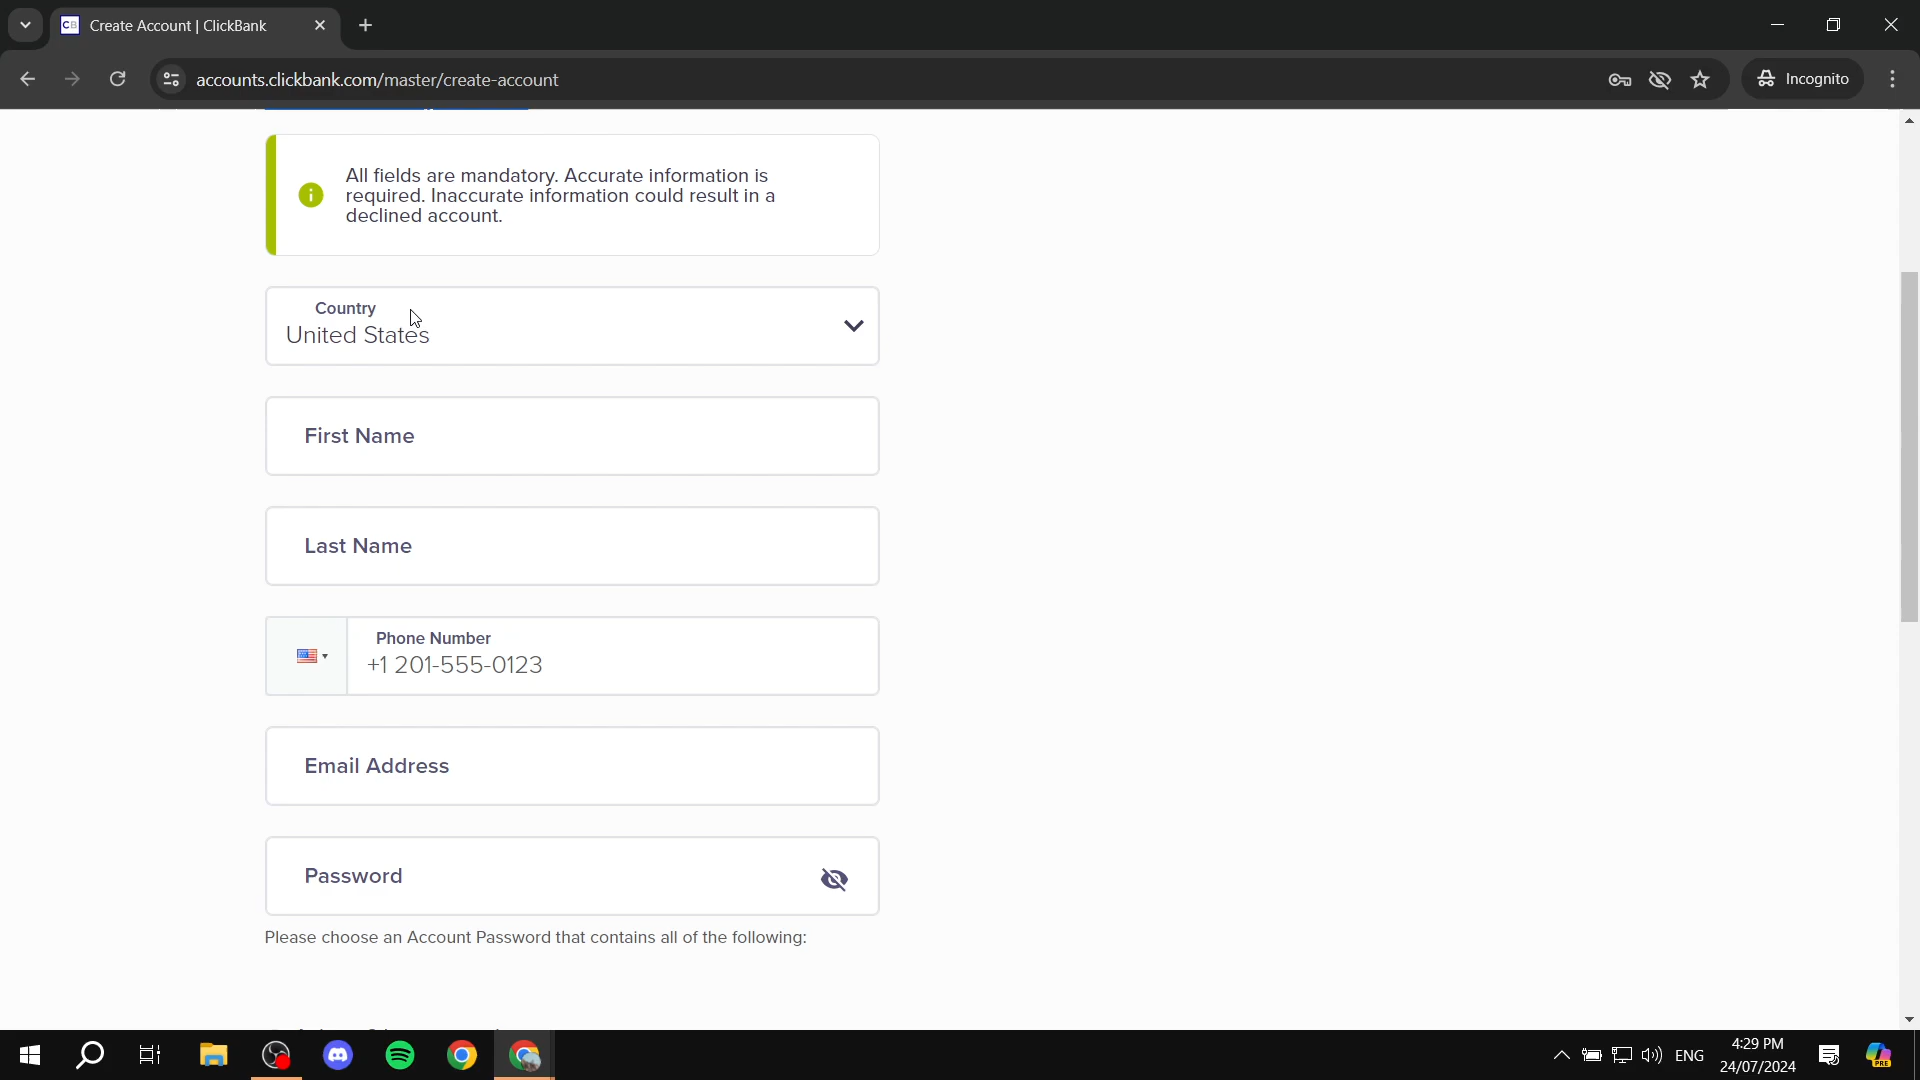 CB Create Account | ClickBank
accounts.clickbank.com/master/create-account
Incognito
All fields are mandatory. Accurate information is
required. Inaccurate information could result in a
declined account.
Country
United States
First Name
Last Name
Phone Number
+1 201-555-0123
Email Address
Password
Please choose an Account Password that contains all of the following:
ENG
4:29 PM
24/07/2024
PRE